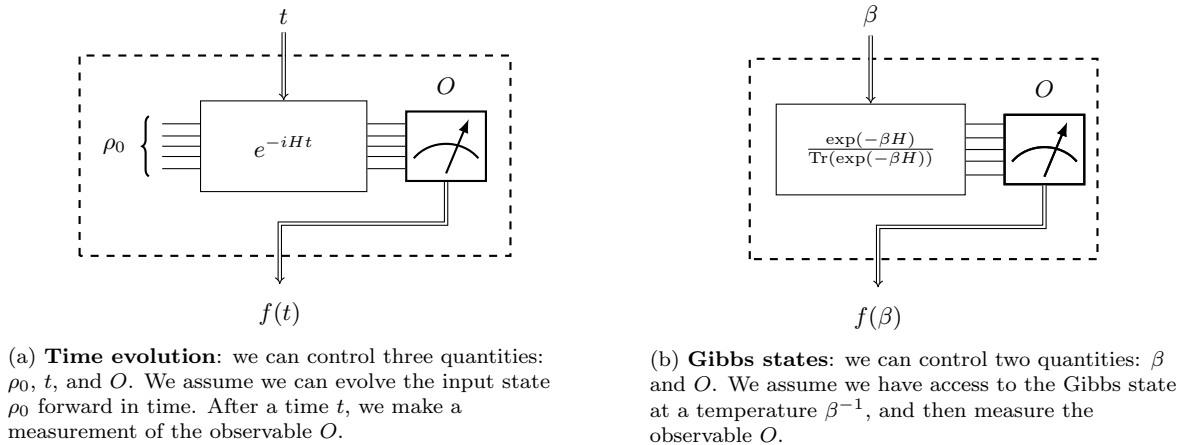 t
O
ρ₀
e^{-iHt}
f(t)
(a) Time evolution: we can control three quantities:
ρ₀, t, and O. We assume we can evolve the input state
ρ₀ forward in time. After a time t, we make a
measurement of the observable O.
β
O
exp(−βH)
Tr(exp(−βH))
f(β)
(b) Gibbs states: we can control two quantities: β
and O. We assume we have access to the Gibbs state
at a temperature β⁻¹, and then measure the
observable O.